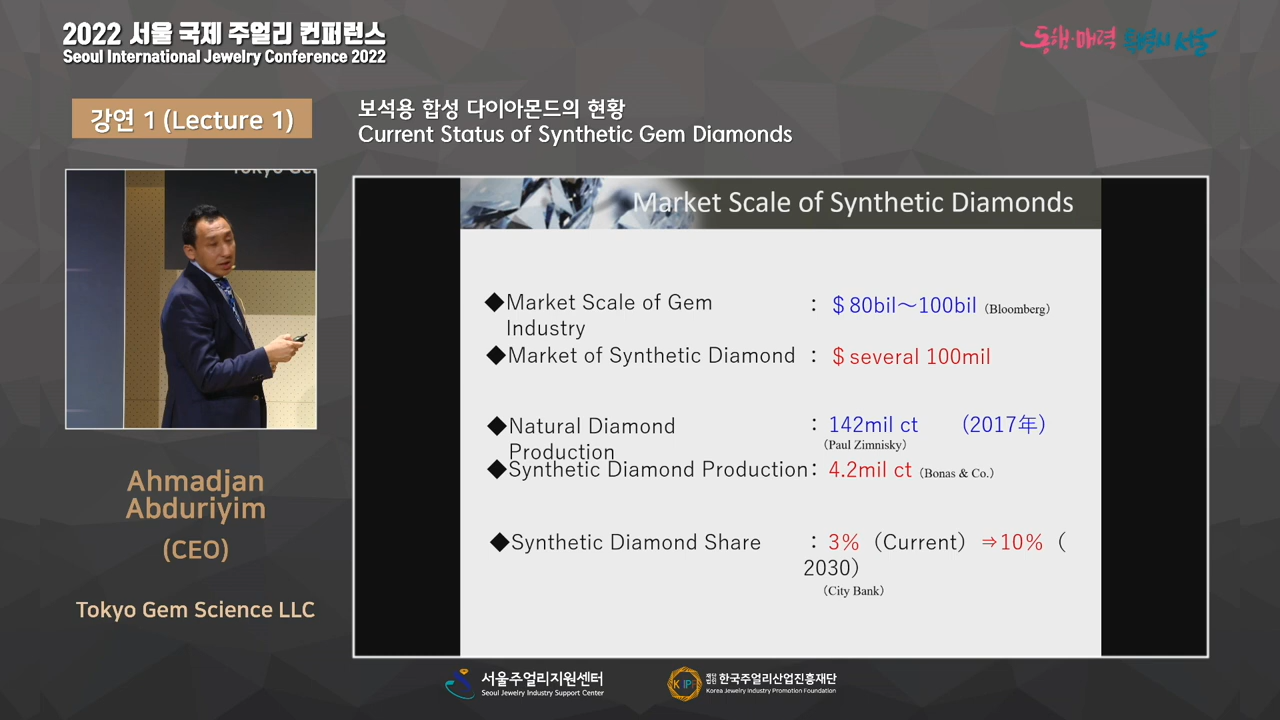 2022 서울 국제 주얼리 컨퍼런스
Seoul International Jewelry Conference 2022
동행·매력 특별시 서울
강연 1 (Lecture 1)
보석용 합성 다이아몬드의 현황
Current Status of Synthetic Gem Diamonds
Tokyo
Market Scale of Synthetic Diamonds
◆Market Scale of Gem Industry : $80bil～100bil (Bloomberg)
◆Market of Synthetic Diamond : $several 100mil
◆Natural Diamond Production : 142mil ct (2017年)
(Paul Zimnisky)
◆Synthetic Diamond Production: 4.2mil ct (Bonas & Co.)
◆Synthetic Diamond Share : 3% (Current) ⇒10% (2030)
(City Bank)
Ahmadjan
Abduriyim
(CEO)
Tokyo Gem Science LLC
서울주얼리지원센터
Seoul Jewelry Industry Support Center
재단법인 한국주얼리산업진흥재단
Korea Jewelry Industry Promotion Foundation